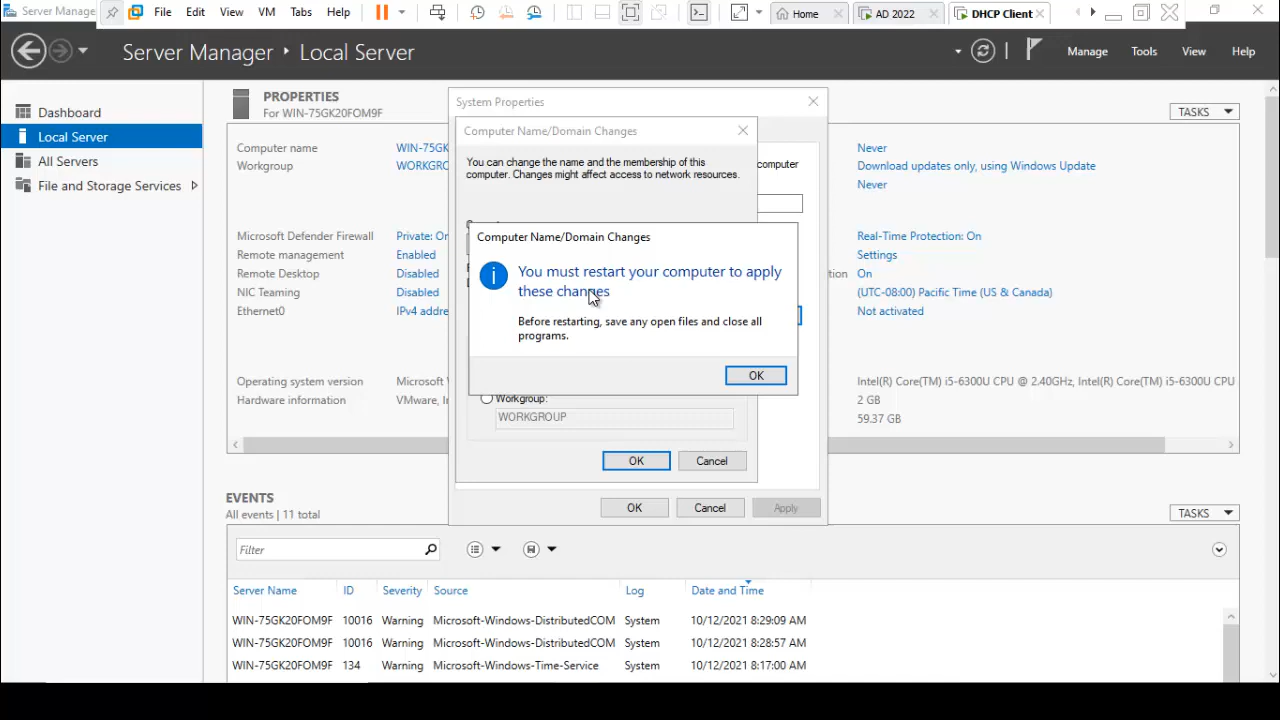 Server Manage
File Edit View VM Tabs Help
Home
AD 2022
DHCP Client
Server Manager
Local Server
Manage Tools View Help
Dashboard
Local Server
All Servers
File and Storage Services
PROPERTIES
For WIN-75GK20FOM9F
TASKS
Computer name WIN-75GK
Workgroup WORKGRO
Never
Download updates only, using Windows Update
Never
Microsoft Defender Firewall Private: On
Remote management Enabled
Remote Desktop Disabled
NIC Teaming Disabled
Ethernet0 IPv4 addre
Real-Time Protection: On
Settings
On
(UTC-08:00) Pacific Time (US & Canada)
Not activated
Operating system version Microsoft W
Hardware information VMware, In
Intel(R) Core(TM) i5-6300U CPU @ 2.40GHz, Intel(R) Core(TM) i5-6300U CPU
2 GB
59.37 GB
System Properties
computer
Computer Name/Domain Changes
You can change the name and the membership of this
computer. Changes might affect access to network resources.
Computer Name/Domain Changes
You must restart your computer to apply
these changes
Before restarting, save any open files and close all
programs.
OK
Workgroup:
WORKGROUP
OK Cancel
OK Cancel Apply
EVENTS
All events | 11 total
TASKS
Filter
Server Name ID Severity Source Log Date and Time
WIN-75GK20FOM9F 10016 Warning Microsoft-Windows-DistributedCOM System 10/12/2021 8:29:09 AM
WIN-75GK20FOM9F 10016 Warning Microsoft-Windows-DistributedCOM System 10/12/2021 8:28:57 AM
WIN-75GK20FOM9F 134 Warning Microsoft-Windows-Time-Service System 10/12/2021 8:17:00 AM